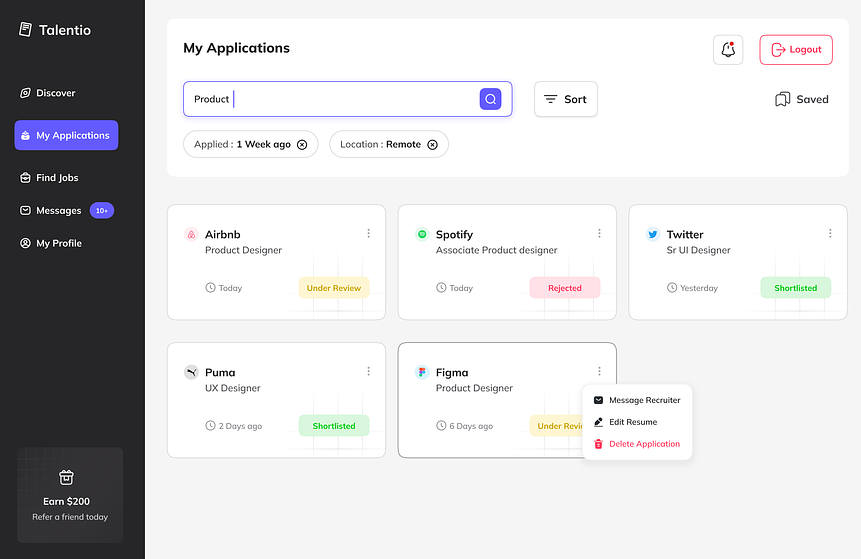 Talentio
Discover
My Applications
Find Jobs
Messages 10+
My Profile
Earn $200
Refer a friend today
My Applications
Logout
Product
Sort
Saved
Applied : 1 Week ago
Location : Remote
Airbnb
Product Designer
Today
Under Review
Spotify
Associate Product designer
Today
Rejected
Twitter
Sr UI Designer
Yesterday
Shortlisted
Puma
UX Designer
2 Days ago
Shortlisted
Figma
Product Designer
6 Days ago
Under
Message Recruiter
Edit Resume
Delete Application